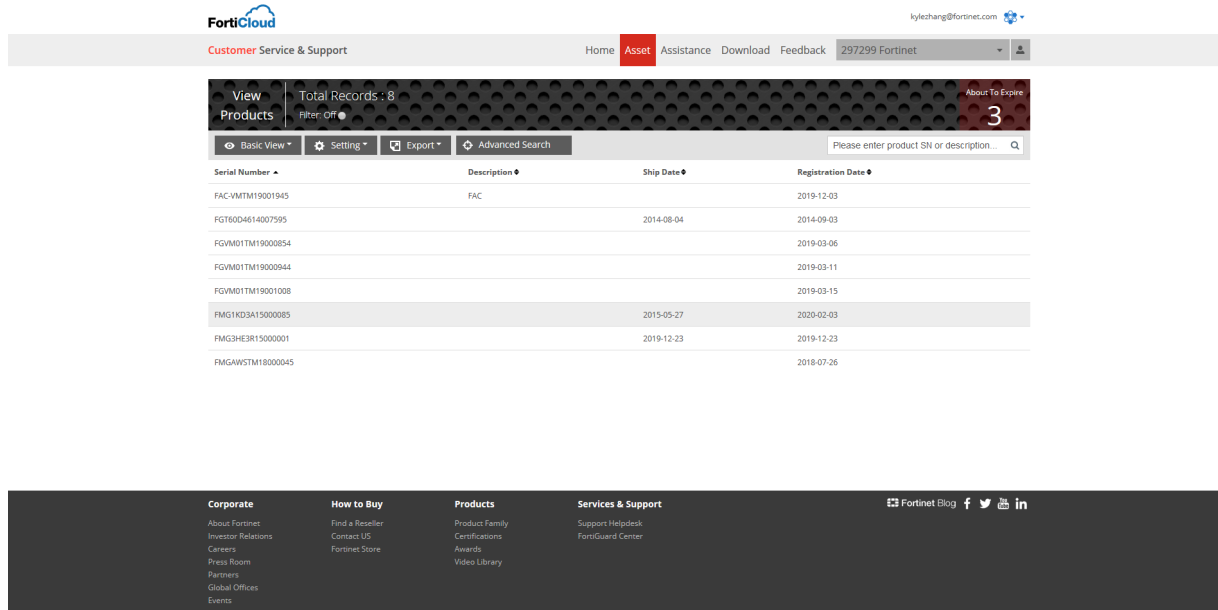 FortiCloud
kylezhang@fortinet.com
Customer Service & Support
Home Asset Assistance Download Feedback 297299 Fortinet
View Products
Total Records : 8
Filter: Off
About To Expire
3
Basic View Setting Export Advanced Search Please enter product SN or description...
Serial Number Description Ship Date Registration Date
FAC-VMTM19001945 FAC 2019-12-03
FGT60D4614007595 2014-08-04 2014-09-03
FGVM01TM19000854 2019-03-06
FGVM01TM19000944 2019-03-11
FGVM01TM19001008 2019-03-15
FMG1KD3A15000085 2015-05-27 2020-02-03
FMG3HE3R15000001 2019-12-23 2019-12-23
FMGAWSTM18000045 2018-07-26
Corporate How to Buy Products Services & Support Fortinet Blog You Tube in
About Fortinet Find a Reseller Product Family Support Helpdesk
Investor Relations Contact US Certifications FortiGuard Center
Careers Fortinet Store Awards
Press Room Video Library
Partners
Global Offices
Events